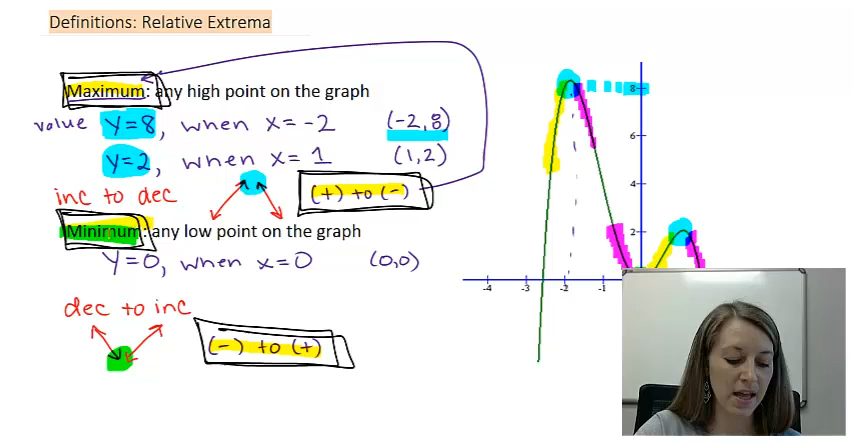 Definitions: Relative Extrema
Maximum: any high point on the graph
value y=8, when x=-2 (-2,8)
y=2, when x=1 (1,2)
inc to dec (+) to (-)
Minimum: any low point on the graph
y=0, when x=0 (0,0)
dec to inc
(-) to (+)
8
6
4
2
-4 -3 -2 -1